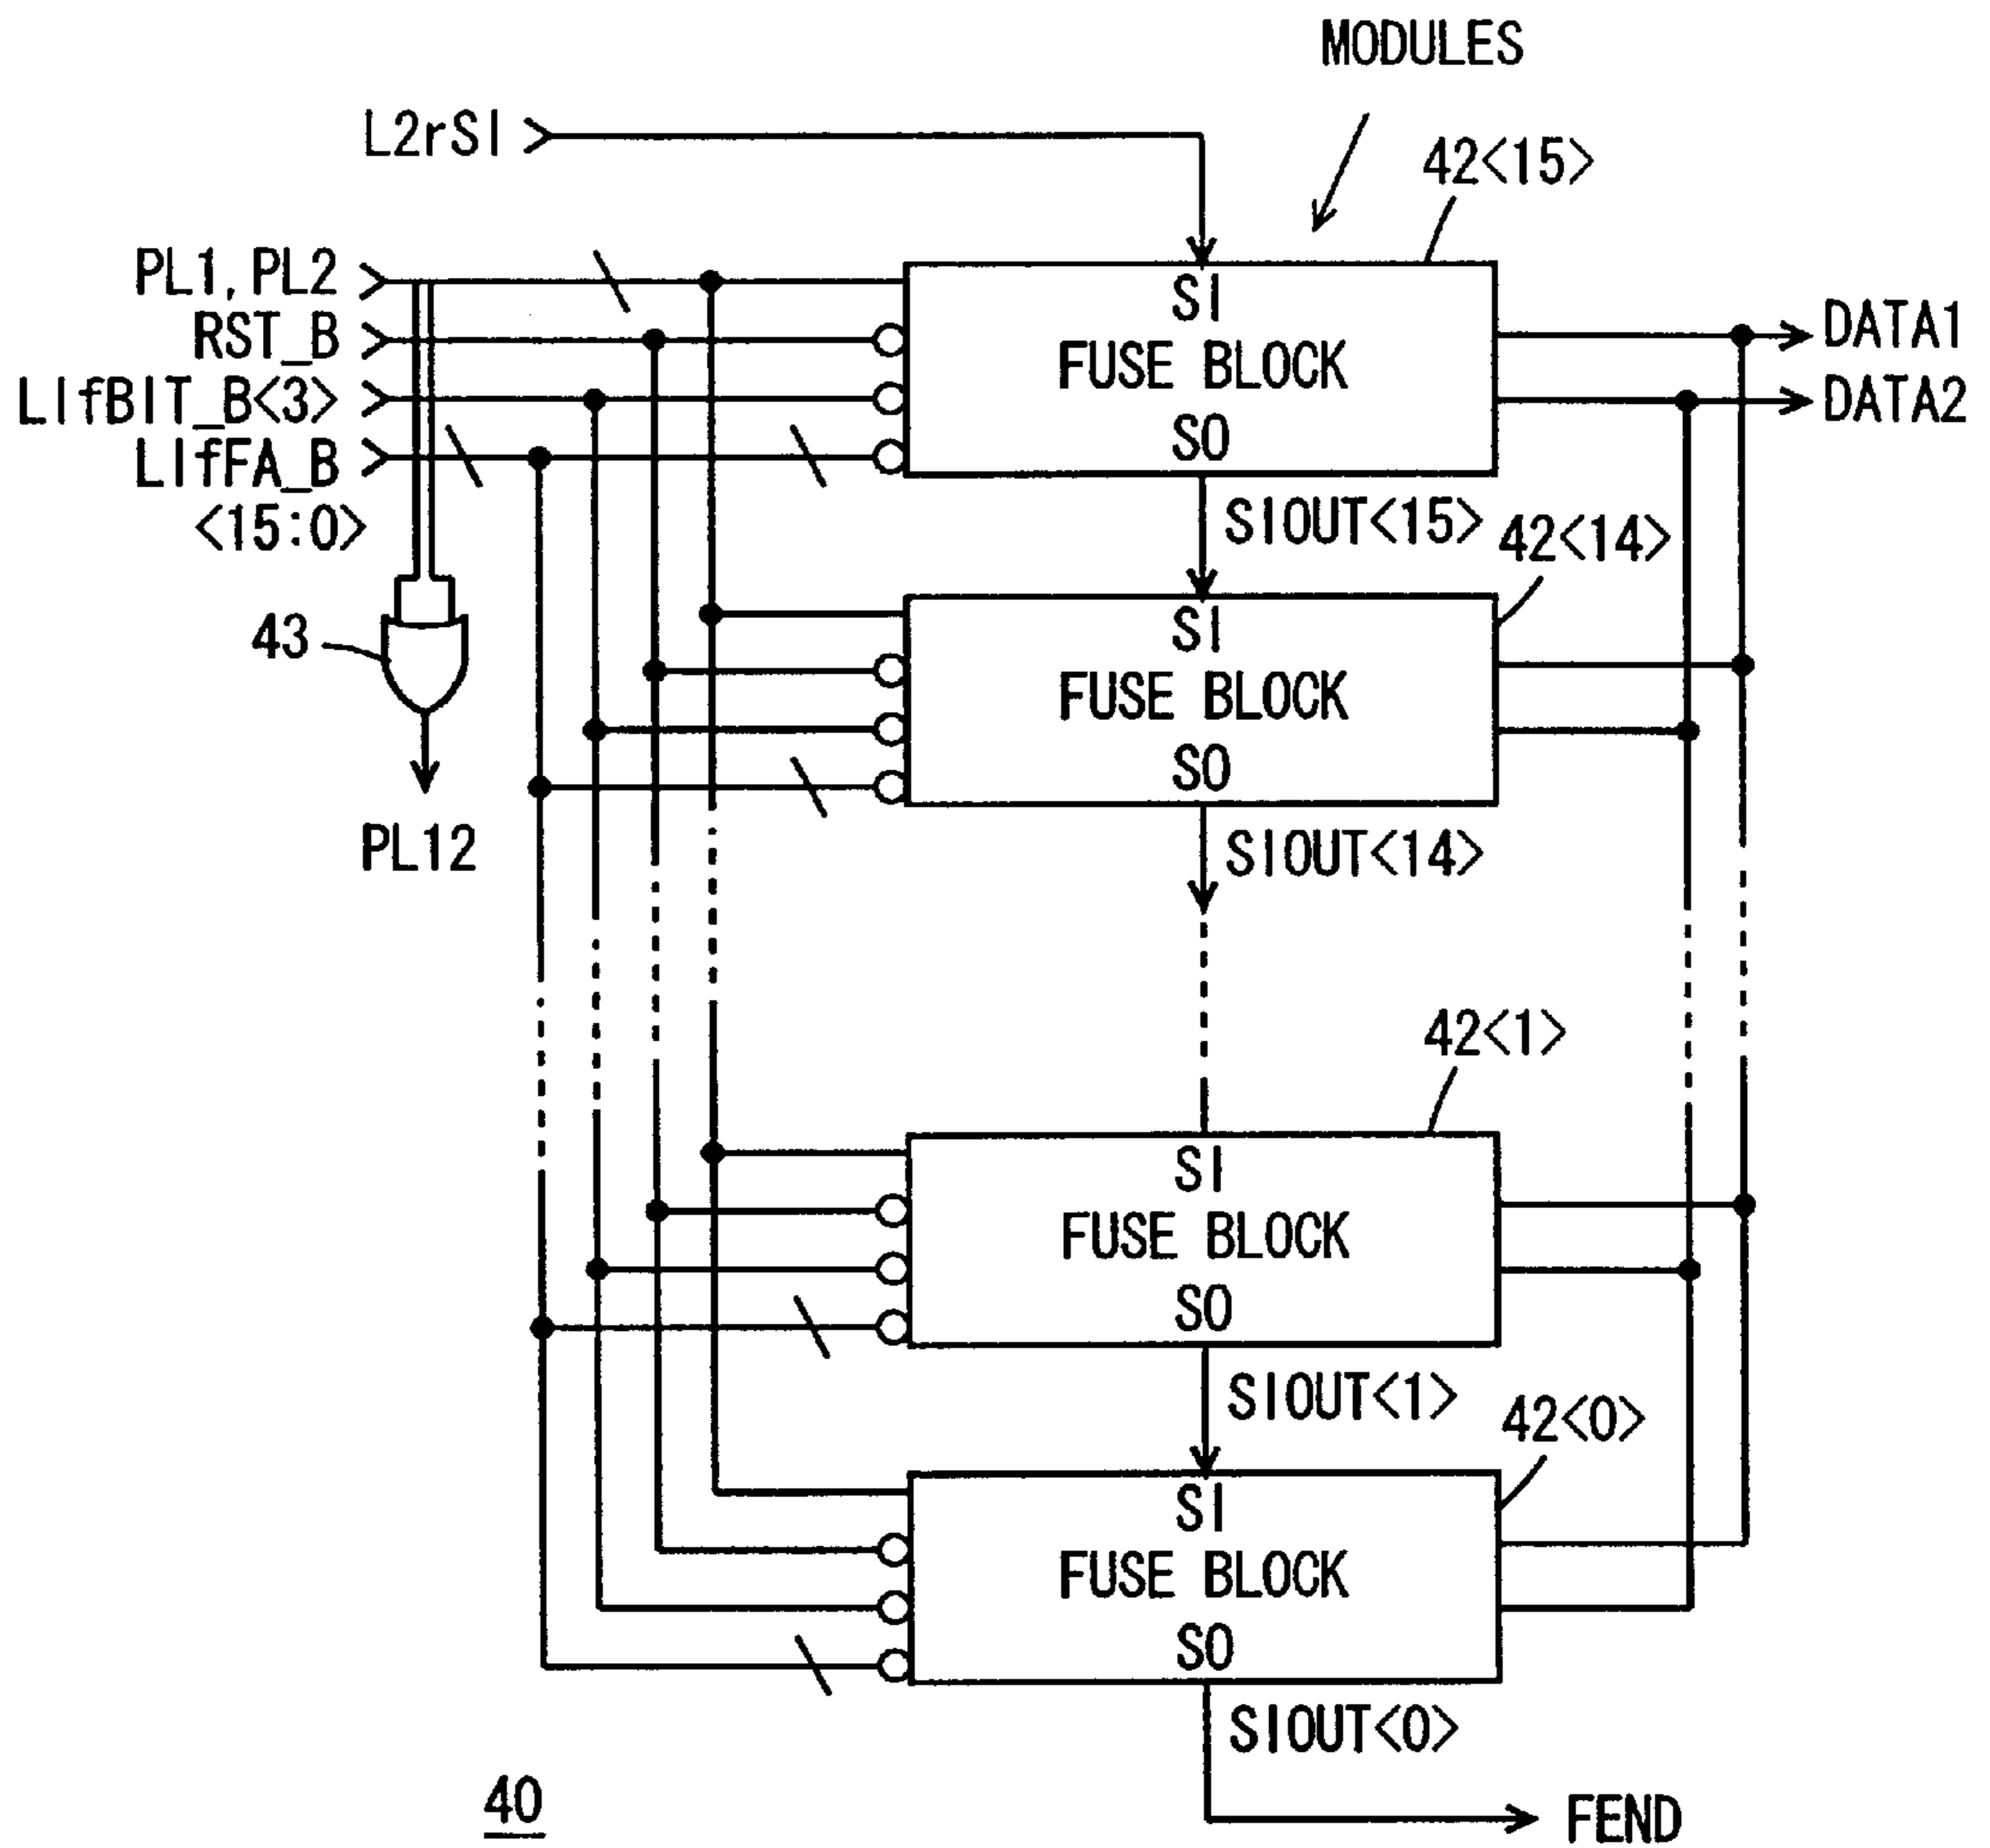 MODULES
L2rSI
42<15>
PL1, PL2
RST_B
LIfBIT_B<3>
LIfFA_B
<15:0>
SI
FUSE BLOCK
SO
DATA1
DATA2
SIOUT<15>
42<14>
43
SI
FUSE BLOCK
SO
PL12
SIOUT<14>
42<1>
SI
FUSE BLOCK
SO
SIOUT<1>
42<0>
SI
FUSE BLOCK
SO
SIOUT<0>
40
FEND